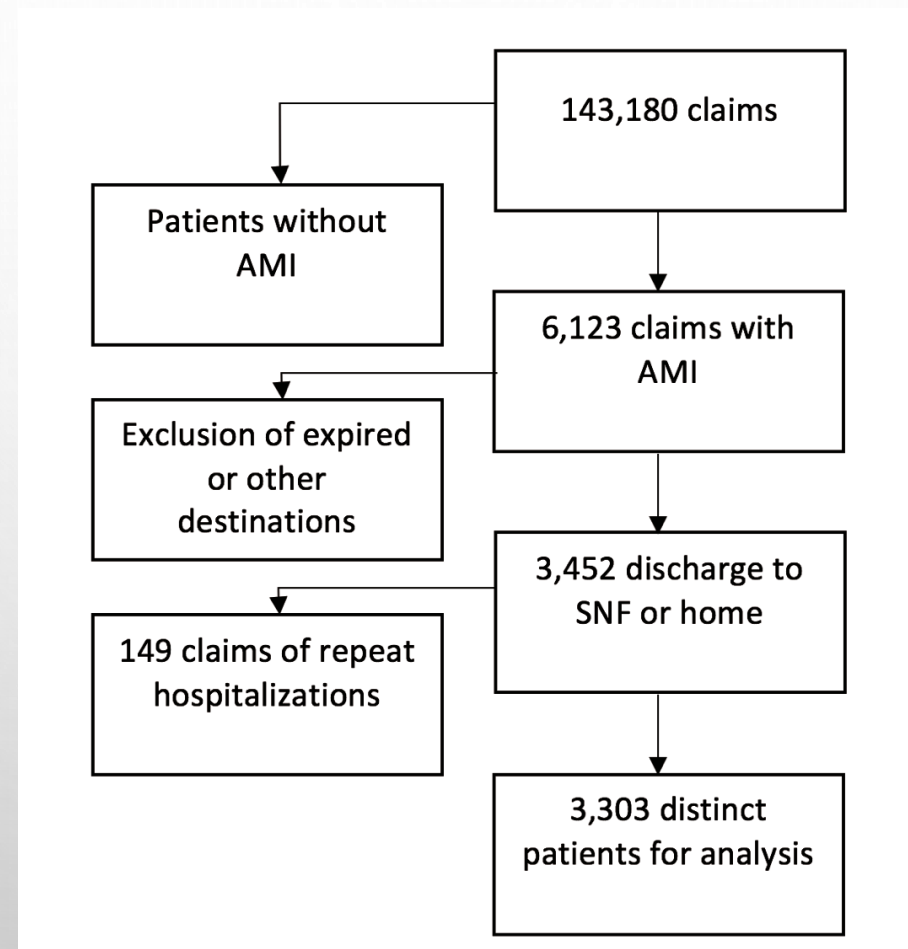 143,180 claims
Patients without
AMI
6,123 claims with
AMI
Exclusion of expired
or other
destinations
3,452 discharge to
SNF or home
149 claims of repeat
hospitalizations
3,303 distinct
patients for analysis